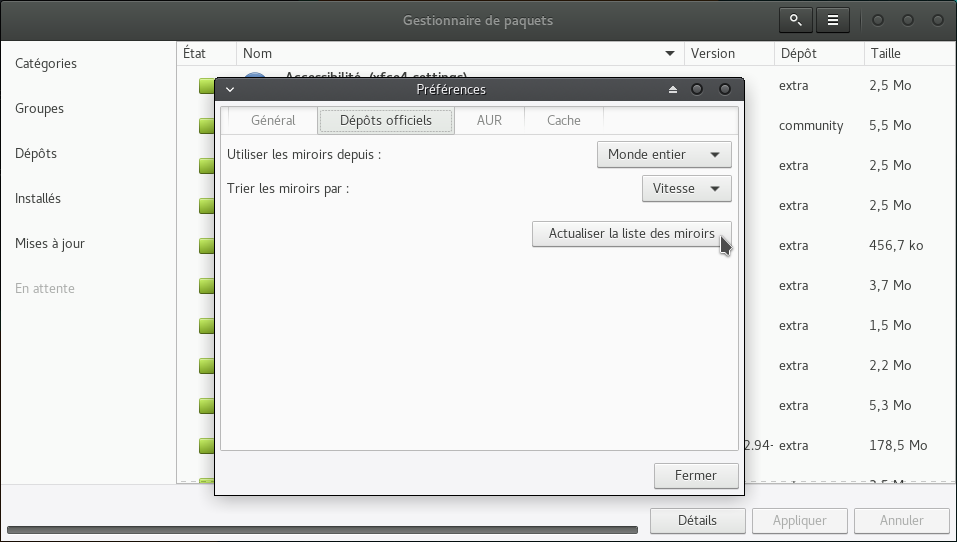 Gestionnaire de paquets
Catégories
Groupes
Dépôts
Installés
Mises à jour
En attente
État Nom Version Dépôt Taille
Accessibilité (xfce4-settings)
extra 2,5 Mo
community 5,5 Mo
extra 2,5 Mo
extra 2,5 Mo
extra 456,7 ko
extra 3,7 Mo
extra 1,5 Mo
extra 2,2 Mo
extra 5,3 Mo
2.94- extra 178,5 Mo
Préférences
Général Dépôts officiels AUR Cache
Utiliser les miroirs depuis : Monde entier
Trier les miroirs par : Vitesse
Actualiser la liste des miroirs
Fermer
Détails Appliquer Annuler